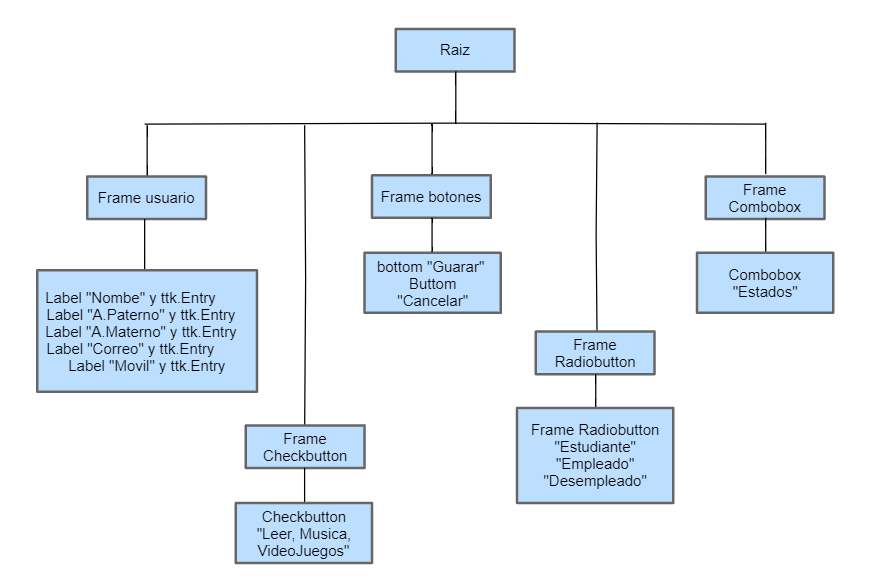 Raiz
Frame usuario
Label "Nombe" y ttk.Entry
Label "A.Paterno" y ttk.Entry
Label "A.Materno" y ttk.Entry
Label "Correo" y ttk.Entry
Label "Movil" y ttk.Entry
Frame
Checkbutton
Checkbutton
"Leer, Musica,
VideoJuegos"
Frame botones
bottom "Guarar"
Buttom
"Cancelar"
Frame
Radiobutton
Frame Radiobutton
"Estudiante"
"Empleado"
"Desempleado"
Frame
Combobox
Combobox
"Estados"